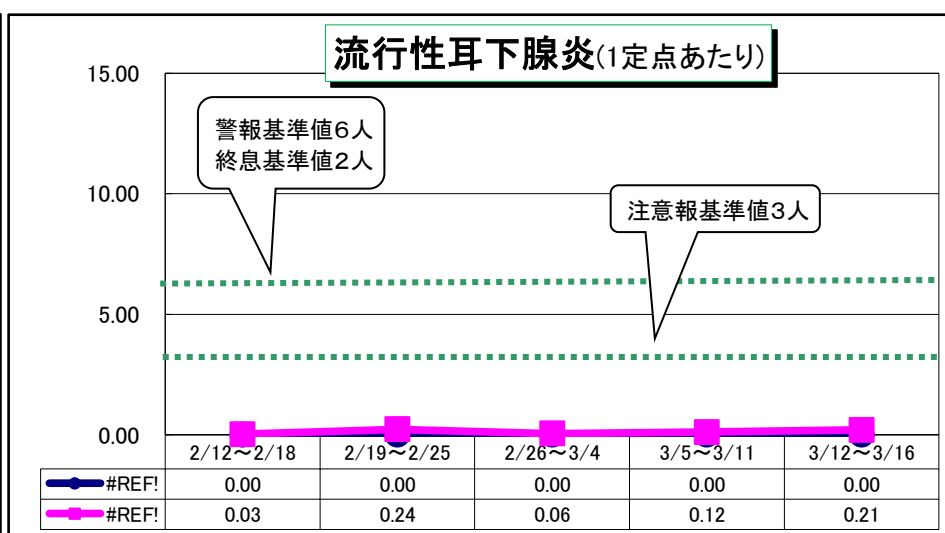 流行性耳下腺炎(1定点あたり)
15.00
警報基準値6人
終息基準値2人
10.00
注意報基準値3人
5.00
0.00
2/12～2/18 2/19～2/25 2/26～3/4 3/5～3/11 3/12～3/16
#REF! 0.00 0.00 0.00 0.00 0.00
#REF! 0.03 0.24 0.06 0.12 0.21